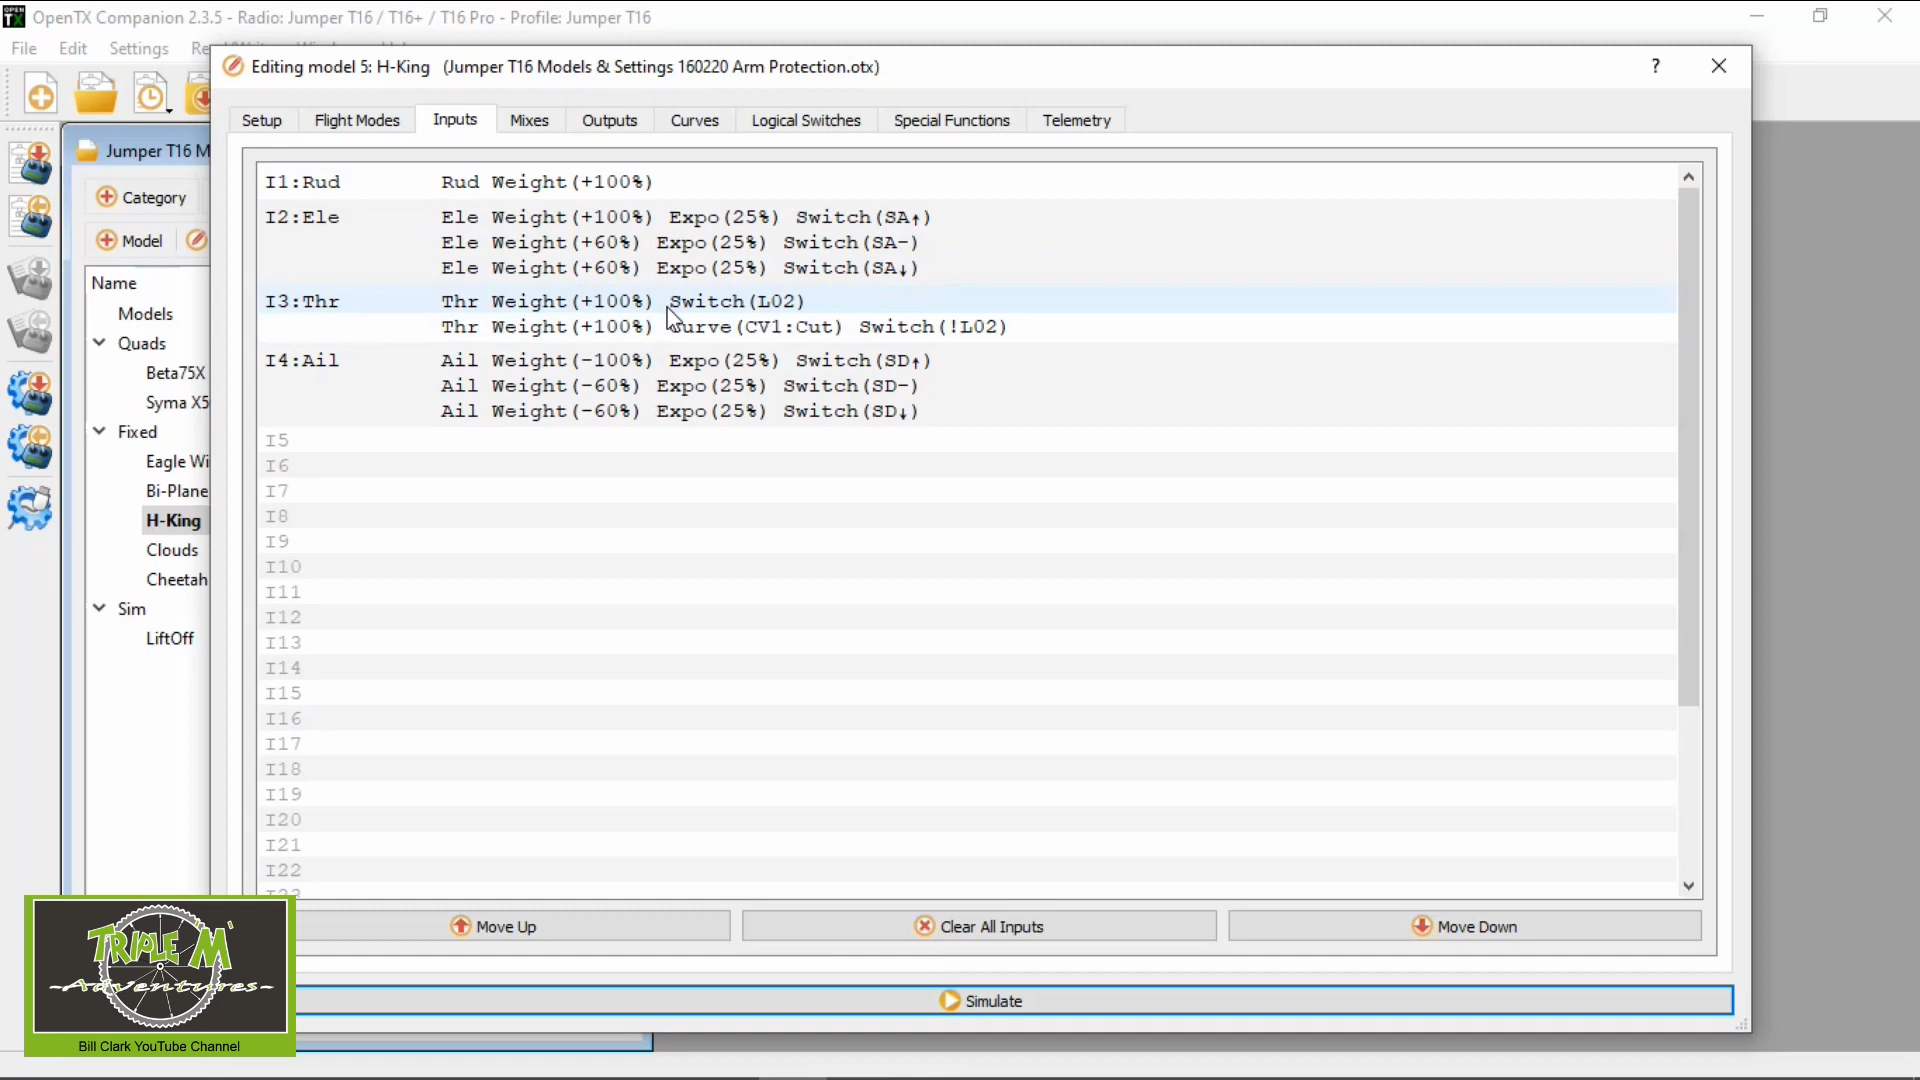 OpenTX Companion 2.3.5 - Radio: Jumper T16 / T16+ / T16 Pro - Profile: Jumper T16
File Edit Settings
Editing model 5: H-King (Jumper T16 Models & Settings 160220 Arm Protection.otx)
?
Setup Flight Modes Inputs Mixes Outputs Curves Logical Switches Special Functions Telemetry
Jumper T16 M
Category
Model
Name
Models
Quads
Beta75X
Syma X5
Fixed
Eagle Wi
Bi-Plane
H-King
Clouds
Cheetah
Sim
LiftOff
I1:Rud Rud Weight(+100%)
I2:Ele Ele Weight(+100%) Expo(25%) Switch(SA↑)
Ele Weight(+60%) Expo(25%) Switch(SA-)
Ele Weight(+60%) Expo(25%) Switch(SA↓)
I3:Thr Thr Weight(+100%) Switch(L02)
Thr Weight(+100%) Curve(CV1:Cut) Switch(!L02)
I4:Ail Ail Weight(-100%) Expo(25%) Switch(SD↑)
Ail Weight(-60%) Expo(25%) Switch(SD-)
Ail Weight(-60%) Expo(25%) Switch(SD↓)
I5
I6
I7
I8
I9
I10
I11
I12
I13
I14
I15
I16
I17
I18
I19
I20
I21
I22
I23
Move Up Clear All Inputs Move Down
Simulate
TRIPLE M'
-Adventures-
Bill Clark YouTube Channel